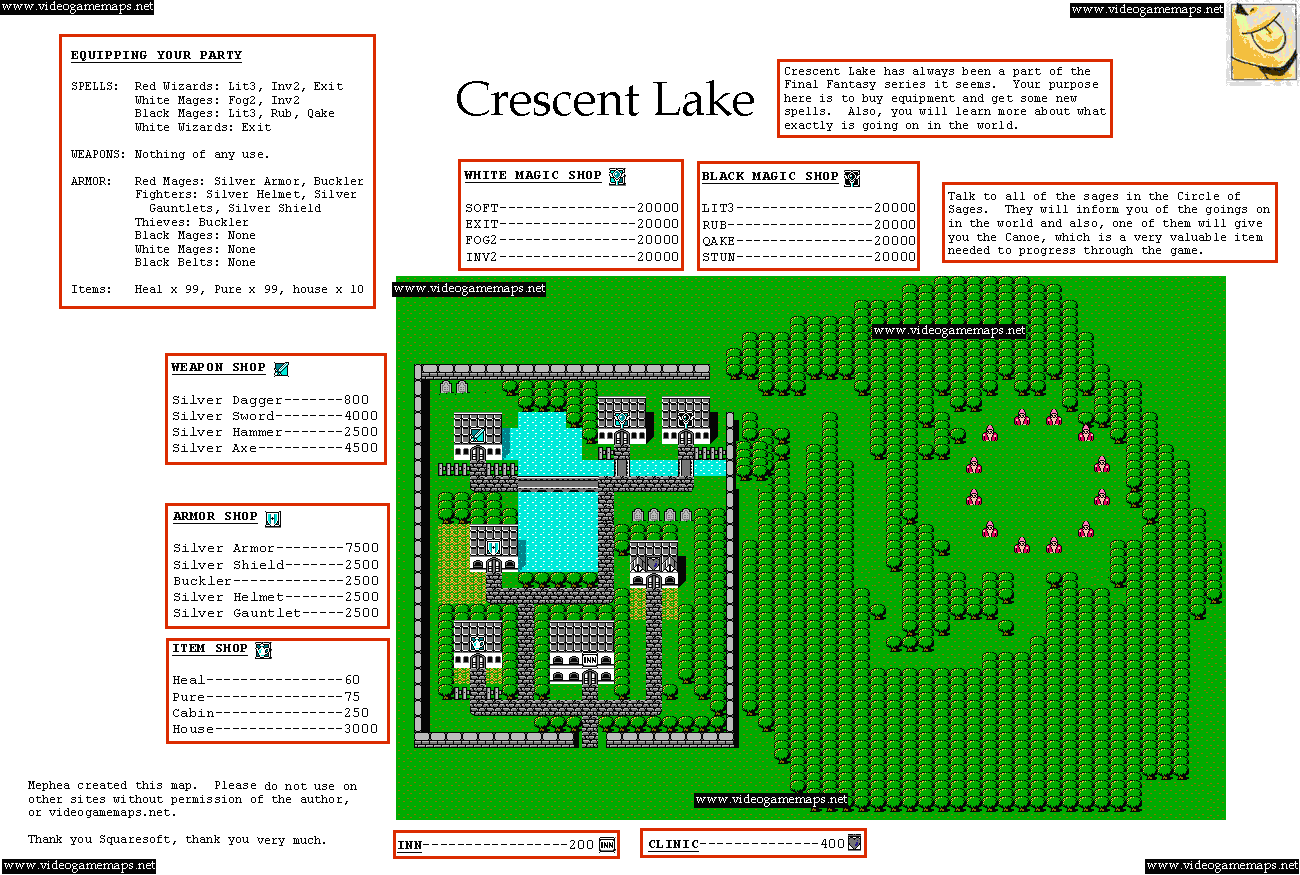 www.videogamemaps.net
www.videogamemaps.net
EQUIPPING YOUR PARTY
SPELLS: Red Wizards: Lit3, Inv2, Exit
White Mages: Fog2, Inv2
Black Mages: Lit3, Rub, Qake
White Wizards: Exit
WEAPONS: Nothing of any use.
ARMOR: Red Mages: Silver Armor, Buckler
Fighters: Silver Helmet, Silver
Gauntlets, Silver Shield
Thieves: Buckler
Black Mages: None
White Mages: None
Black Belts: None
Items: Heal x 99, Pure x 99, house x 10
Crescent Lake
Crescent Lake has always been a part of the
Final Fantasy series it seems. Your purpose
here is to buy equipment and get some new
spells. Also, you will learn more about what
exactly is going on in the world.
WHITE MAGIC SHOP
SOFT----------------20000
EXIT----------------20000
FOG2----------------20000
INV2----------------20000
BLACK MAGIC SHOP
LIT3----------------20000
RUB-----------------20000
QAKE----------------20000
STUN----------------20000
Talk to all of the sages in the Circle of
Sages. They will inform you of the goings on
in the world and also, one of them will give
you the Canoe, which is a very valuable item
needed to progress through the game.
www.videogamemaps.net
www.videogamemaps.net
WEAPON SHOP
Silver Dagger-------800
Silver Sword--------4000
Silver Hammer-------2500
Silver Axe----------4500
ARMOR SHOP
Silver Armor--------7500
Silver Shield-------2500
Buckler-------------2500
Silver Helmet-------2500
Silver Gauntlet-----2500
ITEM SHOP
Heal----------------60
Pure----------------75
Cabin---------------250
House---------------3000
INN
Mephea created this map. Please do not use on
other sites without permission of the author,
or videogamemaps.net.
Thank you Squaresoft, thank you very much.
www.videogamemaps.net
INN-----------------200 INN
CLINIC--------------400
www.videogamemaps.net
www.videogamemaps.net